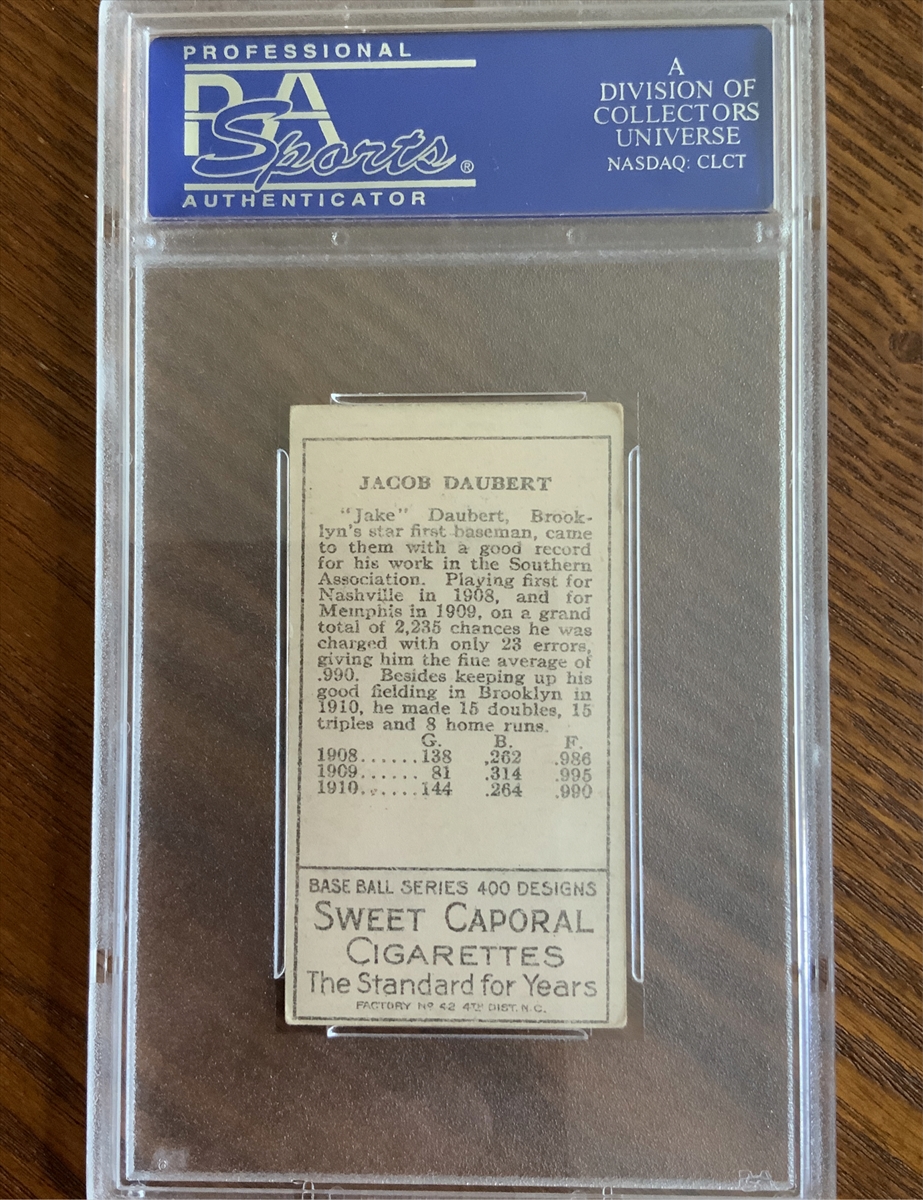 PROFESSIONAL
PSA
Sports®
AUTHENTICATOR
A
DIVISION OF
COLLECTORS
UNIVERSE
NASDAQ: CLCT
JACOB DAUBERT
"Jake" Daubert, Brook-
lyn's star first baseman, came
to them with a good record
for his work in the Southern
Association. Playing first for
Nashville in 1908, and for
Memphis in 1909, on a grand
total of 2,235 chances he was
charged with only 23 errors,
giving him the fine average of
.990. Besides keeping up his
good fielding in Brooklyn in
1910, he made 15 doubles, 15
triples and 8 home runs.
G. B. F.
1908......138 .262 .986
1909...... 81 .314 .995
1910......144 .264 .990
BASE BALL SERIES 400 DESIGNS
SWEET CAPORAL
CIGARETTES
The Standard for Years
FACTORY Nº 42 4TH DIST. N.C.